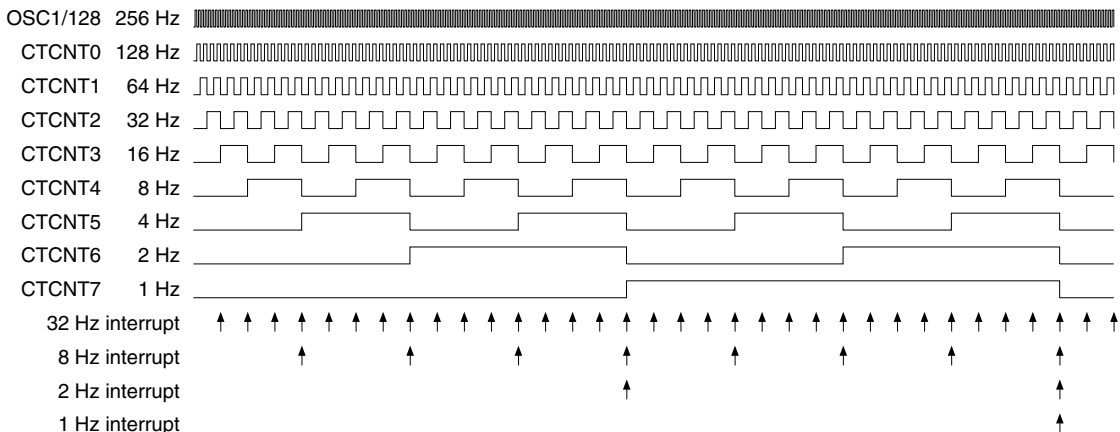 OSC1/128 256 Hz
CTCNT0 128 Hz
CTCNT1 64 Hz
CTCNT2 32 Hz
CTCNT3 16 Hz
CTCNT4 8 Hz
CTCNT5 4 Hz
CTCNT6 2 Hz
CTCNT7 1 Hz
32 Hz interrupt
8 Hz interrupt
2 Hz interrupt
1 Hz interrupt